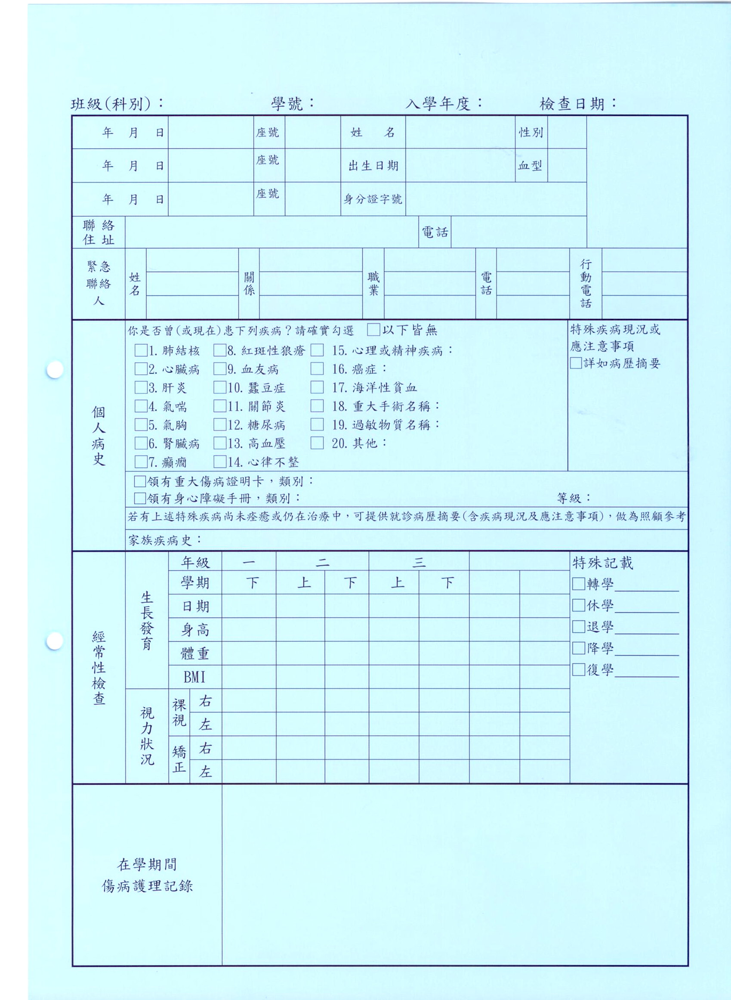 班級(科別)： 學號： 入學年度： 檢查日期：
年 月 日 座號 姓 名 性別
年 月 日 座號 出生日期 血型
年 月 日 座號 身分證字號
聯絡住址 電話
緊急聯絡人 姓名 關係 職業 電話 行動電話
個人病史
你是否曾(或現在)患下列疾病？請確實勾選 □以下皆無
□1. 肺結核 □8. 紅斑性狼瘡 □ 15. 心理或精神疾病：
□2. 心臟病 □9. 血友病 □ 16. 癌症：
□3. 肝炎 □10. 蠶豆症 □ 17. 海洋性貧血
□4. 氣喘 □11. 關節炎 □ 18. 重大手術名稱：
□5. 氣胸 □12. 糖尿病 □ 19. 過敏物質名稱：
□6. 腎臟病 □13. 高血壓 □ 20. 其他：
□7. 癲癇 □14. 心律不整
特殊疾病現況或
應注意事項
□詳如病歷摘要
□領有重大傷病證明卡，類別：
□領有身心障礙手冊，類別： 等級：
若有上述特殊疾病尚未痊癒或仍在治療中，可提供就診病歷摘要(含疾病現況及應注意事項)，做為照顧參考
家族疾病史：
經常性檢查
生長發育
年級 一 二 三
學期 下 上 下 上 下
日期
身高
體重
BMI
視力狀況
裸視 右
左
矯正 右
左
特殊記載
□轉學
□休學
□退學
□降學
□復學
在學期間
傷病護理記錄